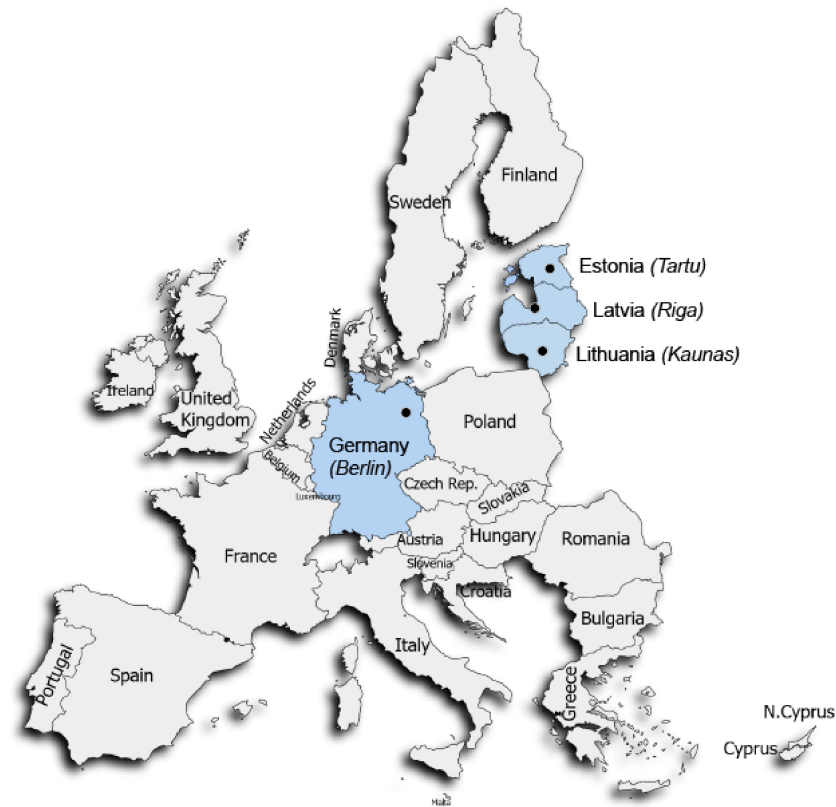 Finland
Sweden
Estonia (Tartu)
Latvia (Riga)
Denmark
Lithuania (Kaunas)
Ireland
United
Kingdom
Netherlands
Poland
Germany
(Berlin)
Belgium
Czech Rep.
Luxembourg
Slovakia
Austria
Hungary
Romania
France
Slovenia
Croatia
Bulgaria
Italy
Portugal
Spain
Greece
N.Cyprus
Cyprus
Malta